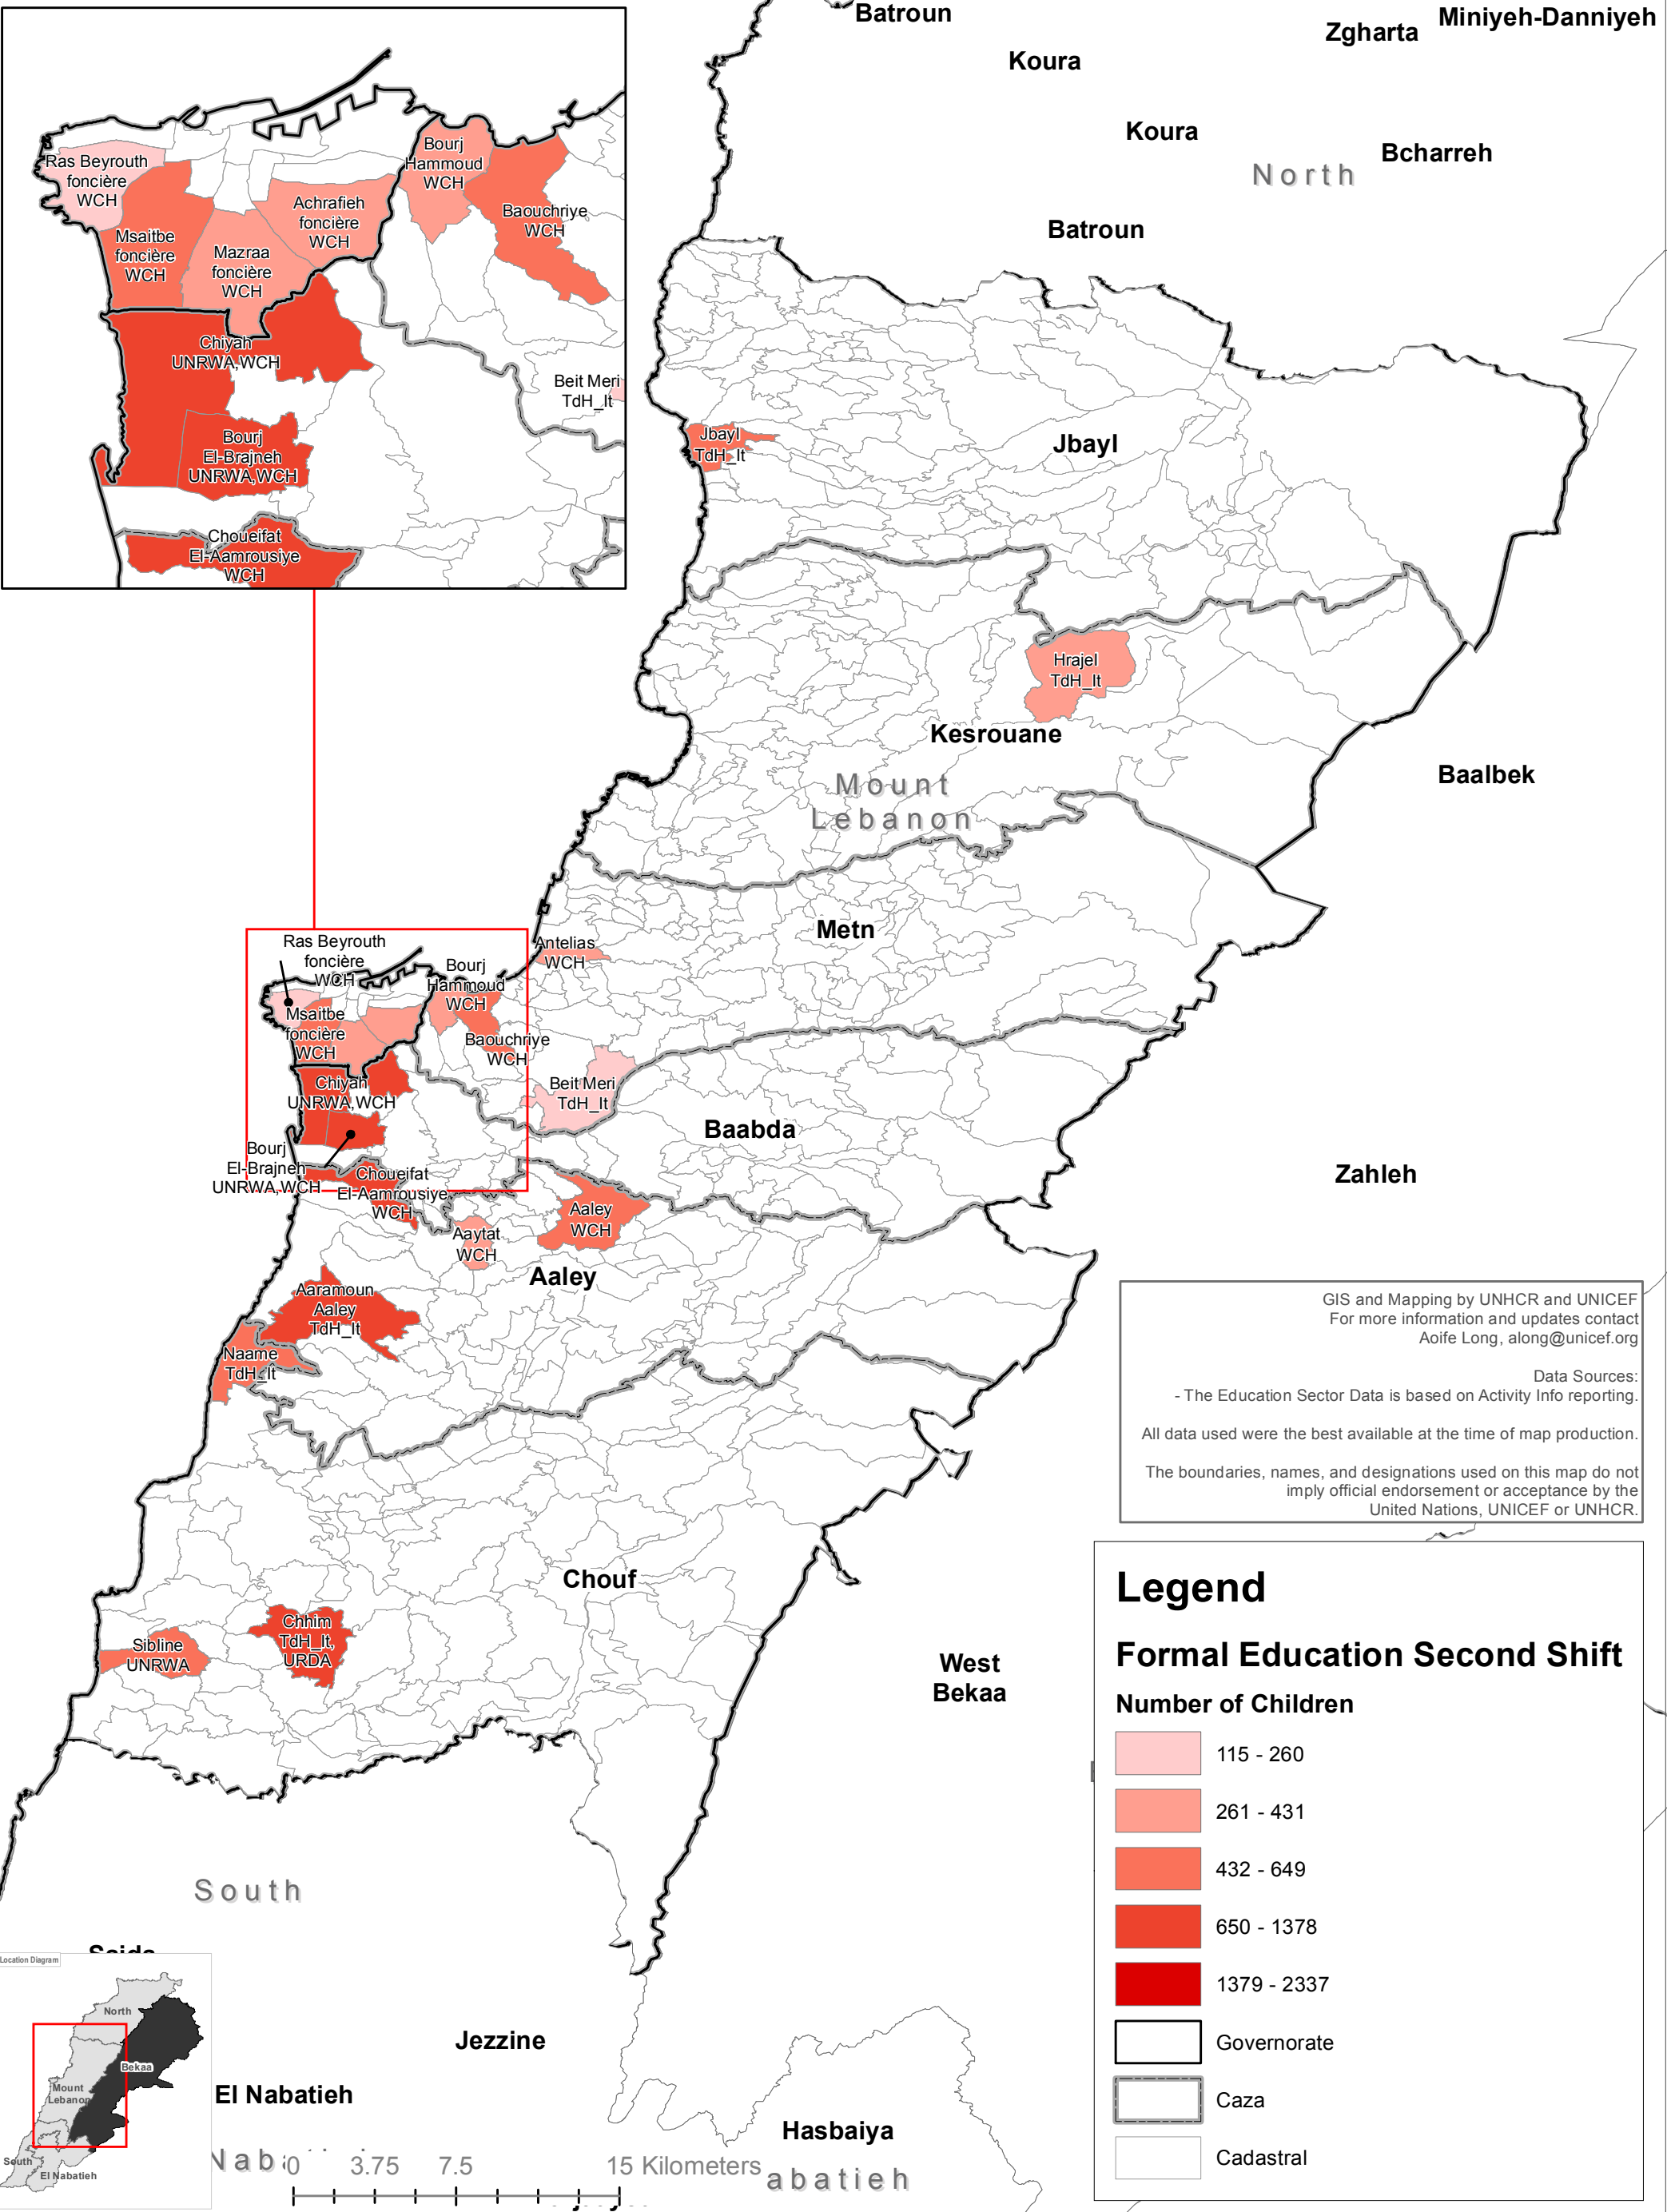 Batroun
Miniyeh-Danniyeh
Zgharta
Koura
Koura
Bcharreh
North
Batroun
Ras Beyrouth
foncière
WCH
Msaitbe
foncière
WCH
Mazraa
foncière
WCH
Achrafieh
foncière
WCH
Bourj
Hammoud
WCH
Baouchriye
WCH
Chiyah
UNRWA,WCH
Beit Meri
TdH_It
Bourj
El-Brajneh
UNRWA,WCH
Choueifat
El-Aamrousiye
WCH
Jbayl
TdH_It
Jbayl
Hrajel
TdH_It
Kesrouane
Mount
Lebanon
Baalbek
Metn
Antelias
WCH
Ras Beyrouth
foncière
WCH
Bourj
Hammoud
WCH
Msaitbe
foncière
WCH
Baouchriye
WCH
Chiyah
UNRWA,WCH
Beit Meri
TdH_It
Baabda
Bourj
El-Brajneh
UNRWA,WCH
Choueifat
El-Aamrousiye
WCH
Zahleh
Aaley
WCH
Aaytat
WCH
Aaley
Aaramoun
Aaley
TdH_It
Naame
TdH_It
GIS and Mapping by UNHCR and UNICEF
For more information and updates contact
Aoife Long, along@unicef.org
Data Sources:
- The Education Sector Data is based on Activity Info reporting.
All data used were the best available at the time of map production.
The boundaries, names, and designations used on this map do not
imply official endorsement or acceptance by the
United Nations, UNICEF or UNHCR.
Chouf
Chhim
TdH_It,
URDA
Sibline
UNRWA
West
Bekaa
Legend
Formal Education Second Shift
Number of Children
115 - 260
261 - 431
432 - 649
650 - 1378
1379 - 2337
Governorate
Caza
Cadastral
South
Saida
Location Diagram
North
Bekaa
Mount
Lebanon
South
El Nabatieh
Jezzine
El Nabatieh
Hasbaiya
0 3.75 7.5 15 Kilometers
abatieh